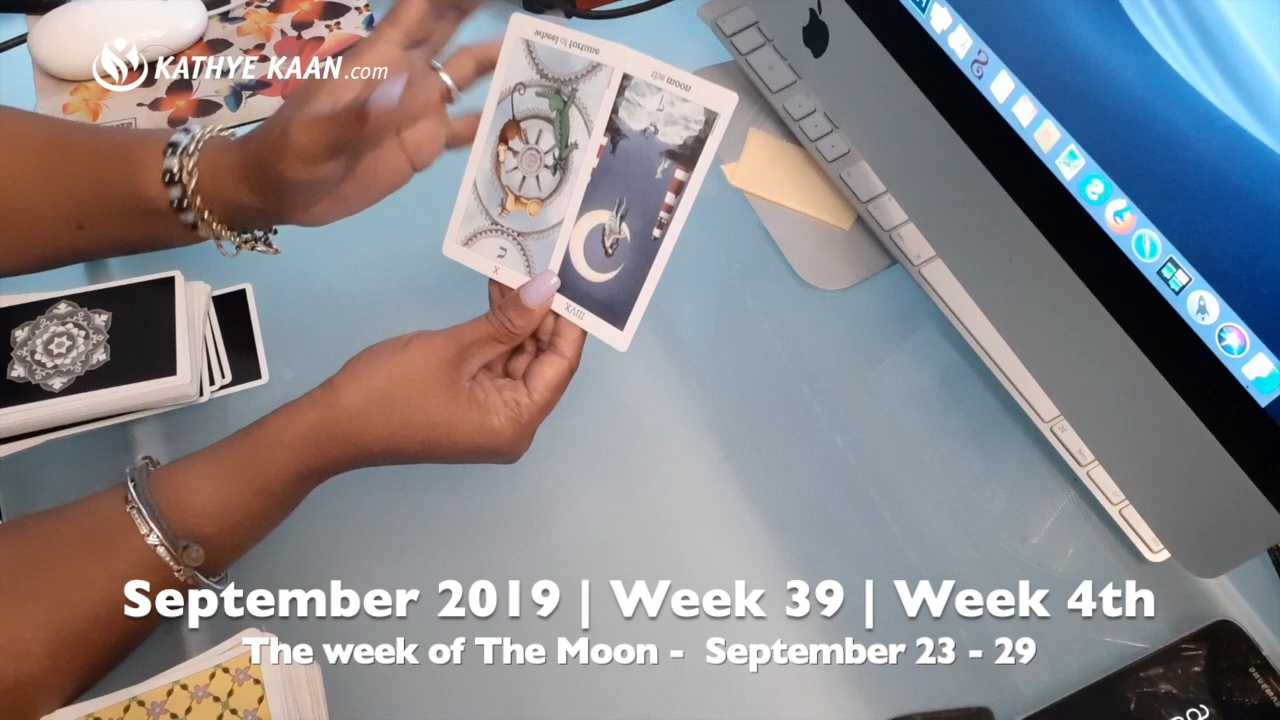 KATHYE KAAN.com
wheel of fortune
the moon
X
XVIII
September 2019 | Week 39 | Week 4th
The week of The Moon - September 23 - 29